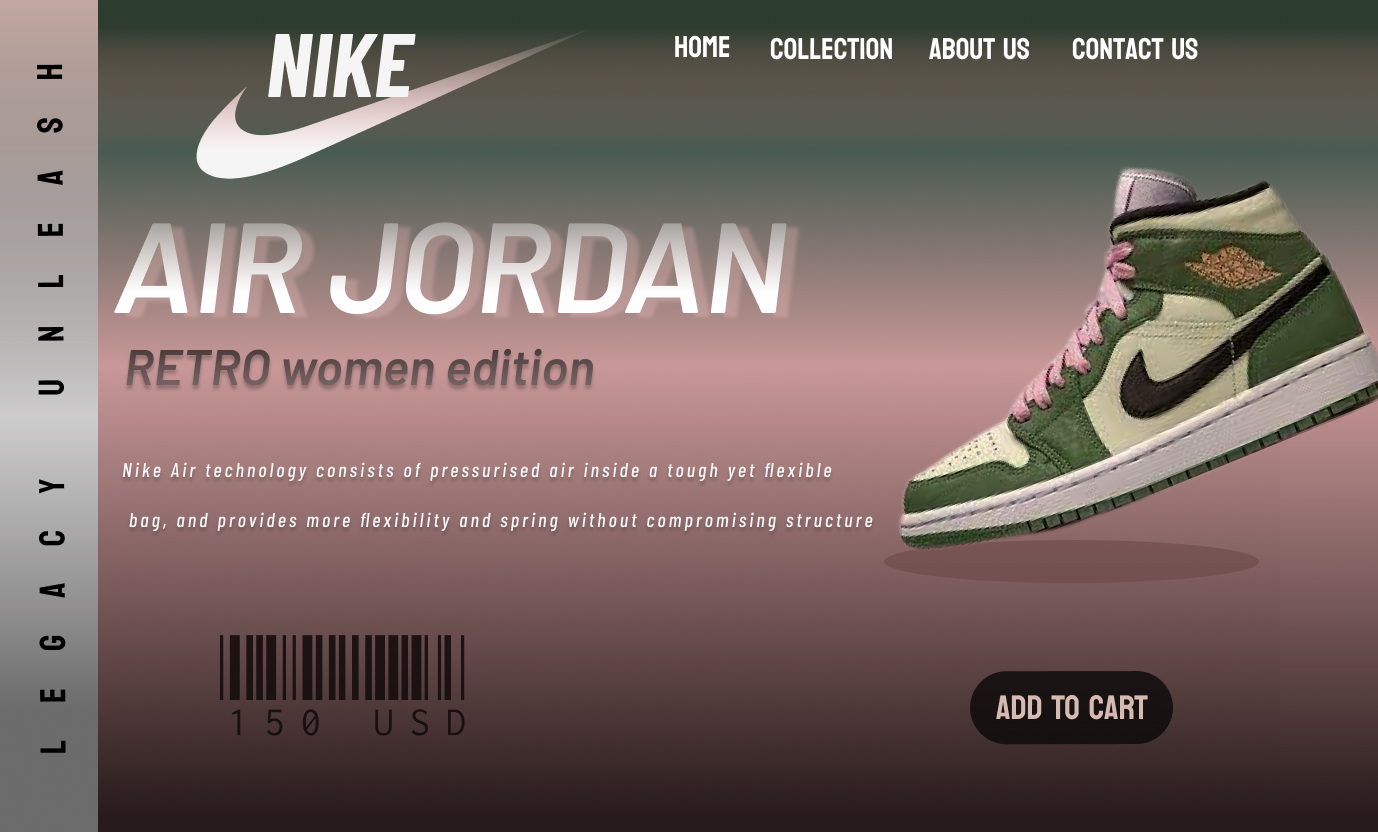 NIKE
HOME
COLLECTION
ABOUT US
CONTACT US
LEGACY UNLEASH
AIR JORDAN
RETRO women edition
Nike Air technology consists of pressurised air inside a tough yet flexible
bag, and provides more flexibility and spring without compromising structure
150 USD
ADD TO CART